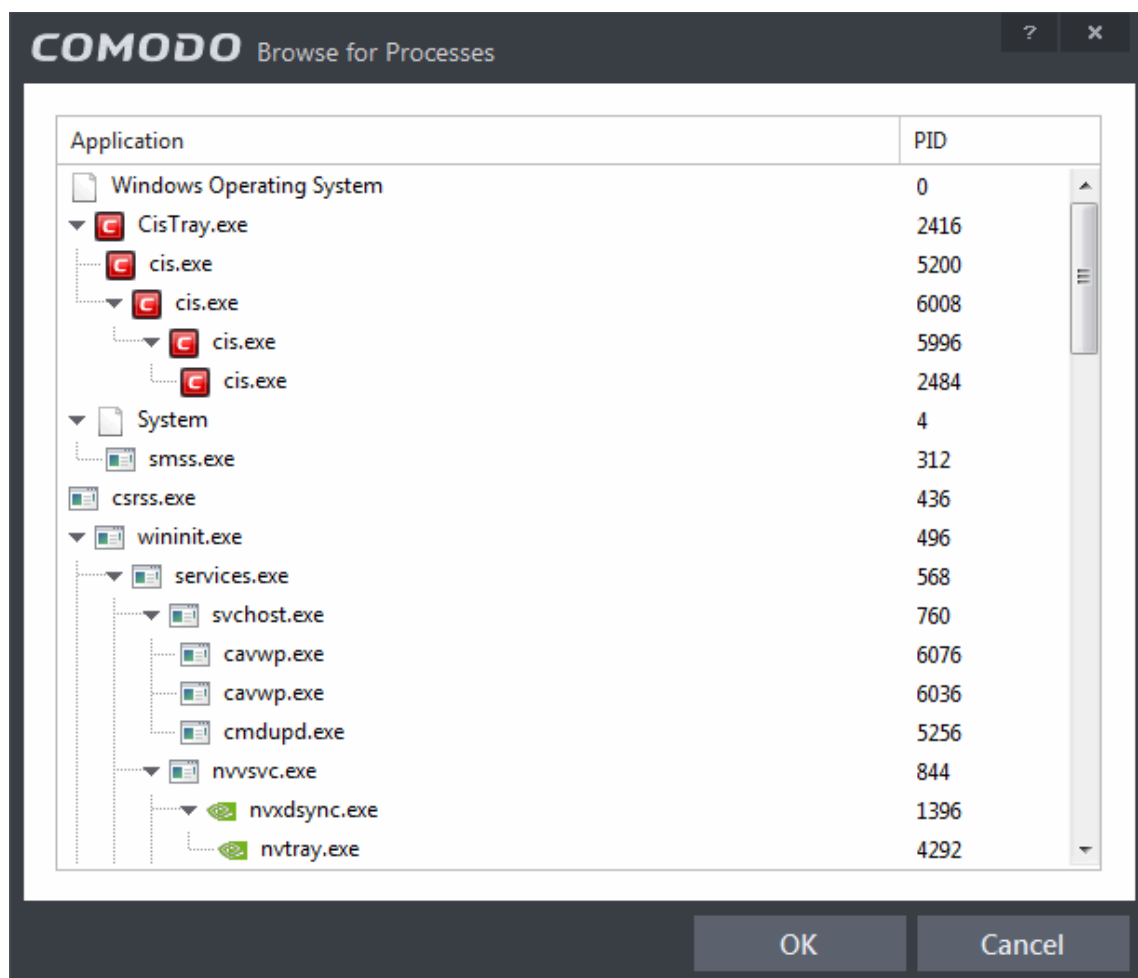 COMODO Browse for Processes ? x
Application PID
Windows Operating System 0
CisTray.exe 2416
cis.exe 5200
cis.exe 6008
cis.exe 5996
cis.exe 2484
System 4
smss.exe 312
csrss.exe 436
wininit.exe 496
services.exe 568
svchost.exe 760
cavwp.exe 6076
cavwp.exe 6036
cmdupd.exe 5256
nvvsvc.exe 844
nvxdsync.exe 1396
nvtray.exe 4292
OK Cancel